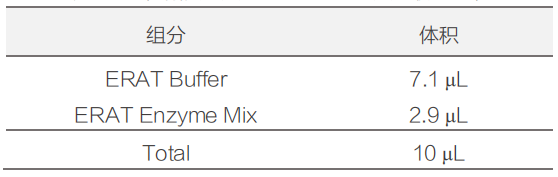 组分 体积
ERAT Buffer 7.1 μL
ERAT Enzyme Mix 2.9 μL
Total 10 μL